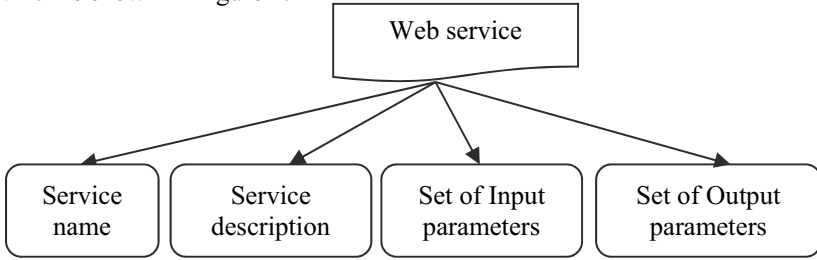 Web service
Service
name
Service
description
Set of Input
parameters
Set of Output
parameters